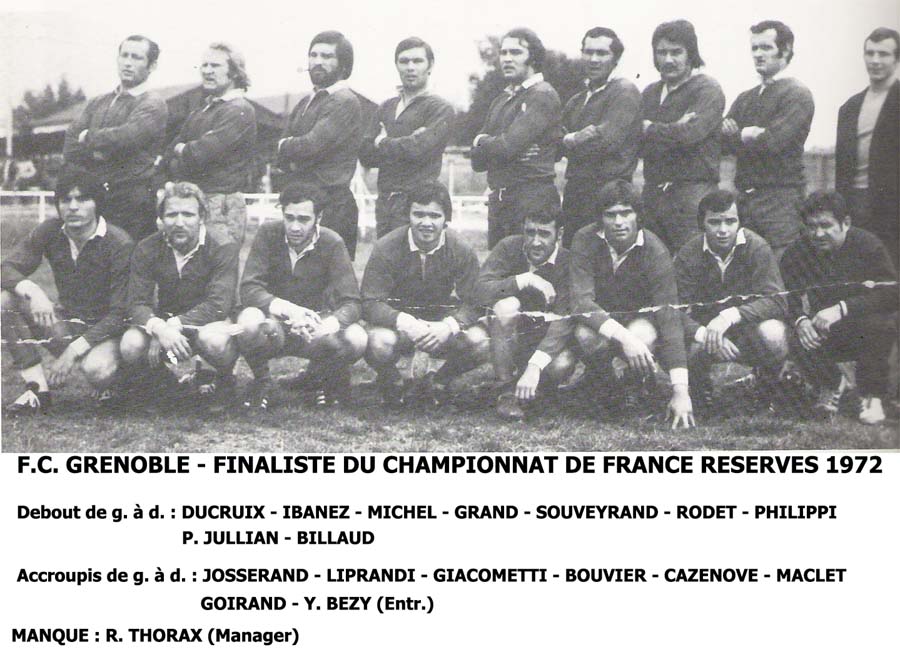 F.C. GRENOBLE - FINALISTE DU CHAMPIONNAT DE FRANCE RESERVES 1972
Debout de g. à d. : DUCRUIX - IBANEZ - MICHEL - GRAND - SOUVEYRAND - RODET - PHILIPPI
P. JULLIAN - BILLAUD
Accroupis de g. à d. : JOSSERAND - LIPRANDI - GIACOMETTI - BOUVIER - CAZENOVE - MACLET
GOIRAND - Y. BEZY (Entr.)
MANQUE : R. THORAX (Manager)